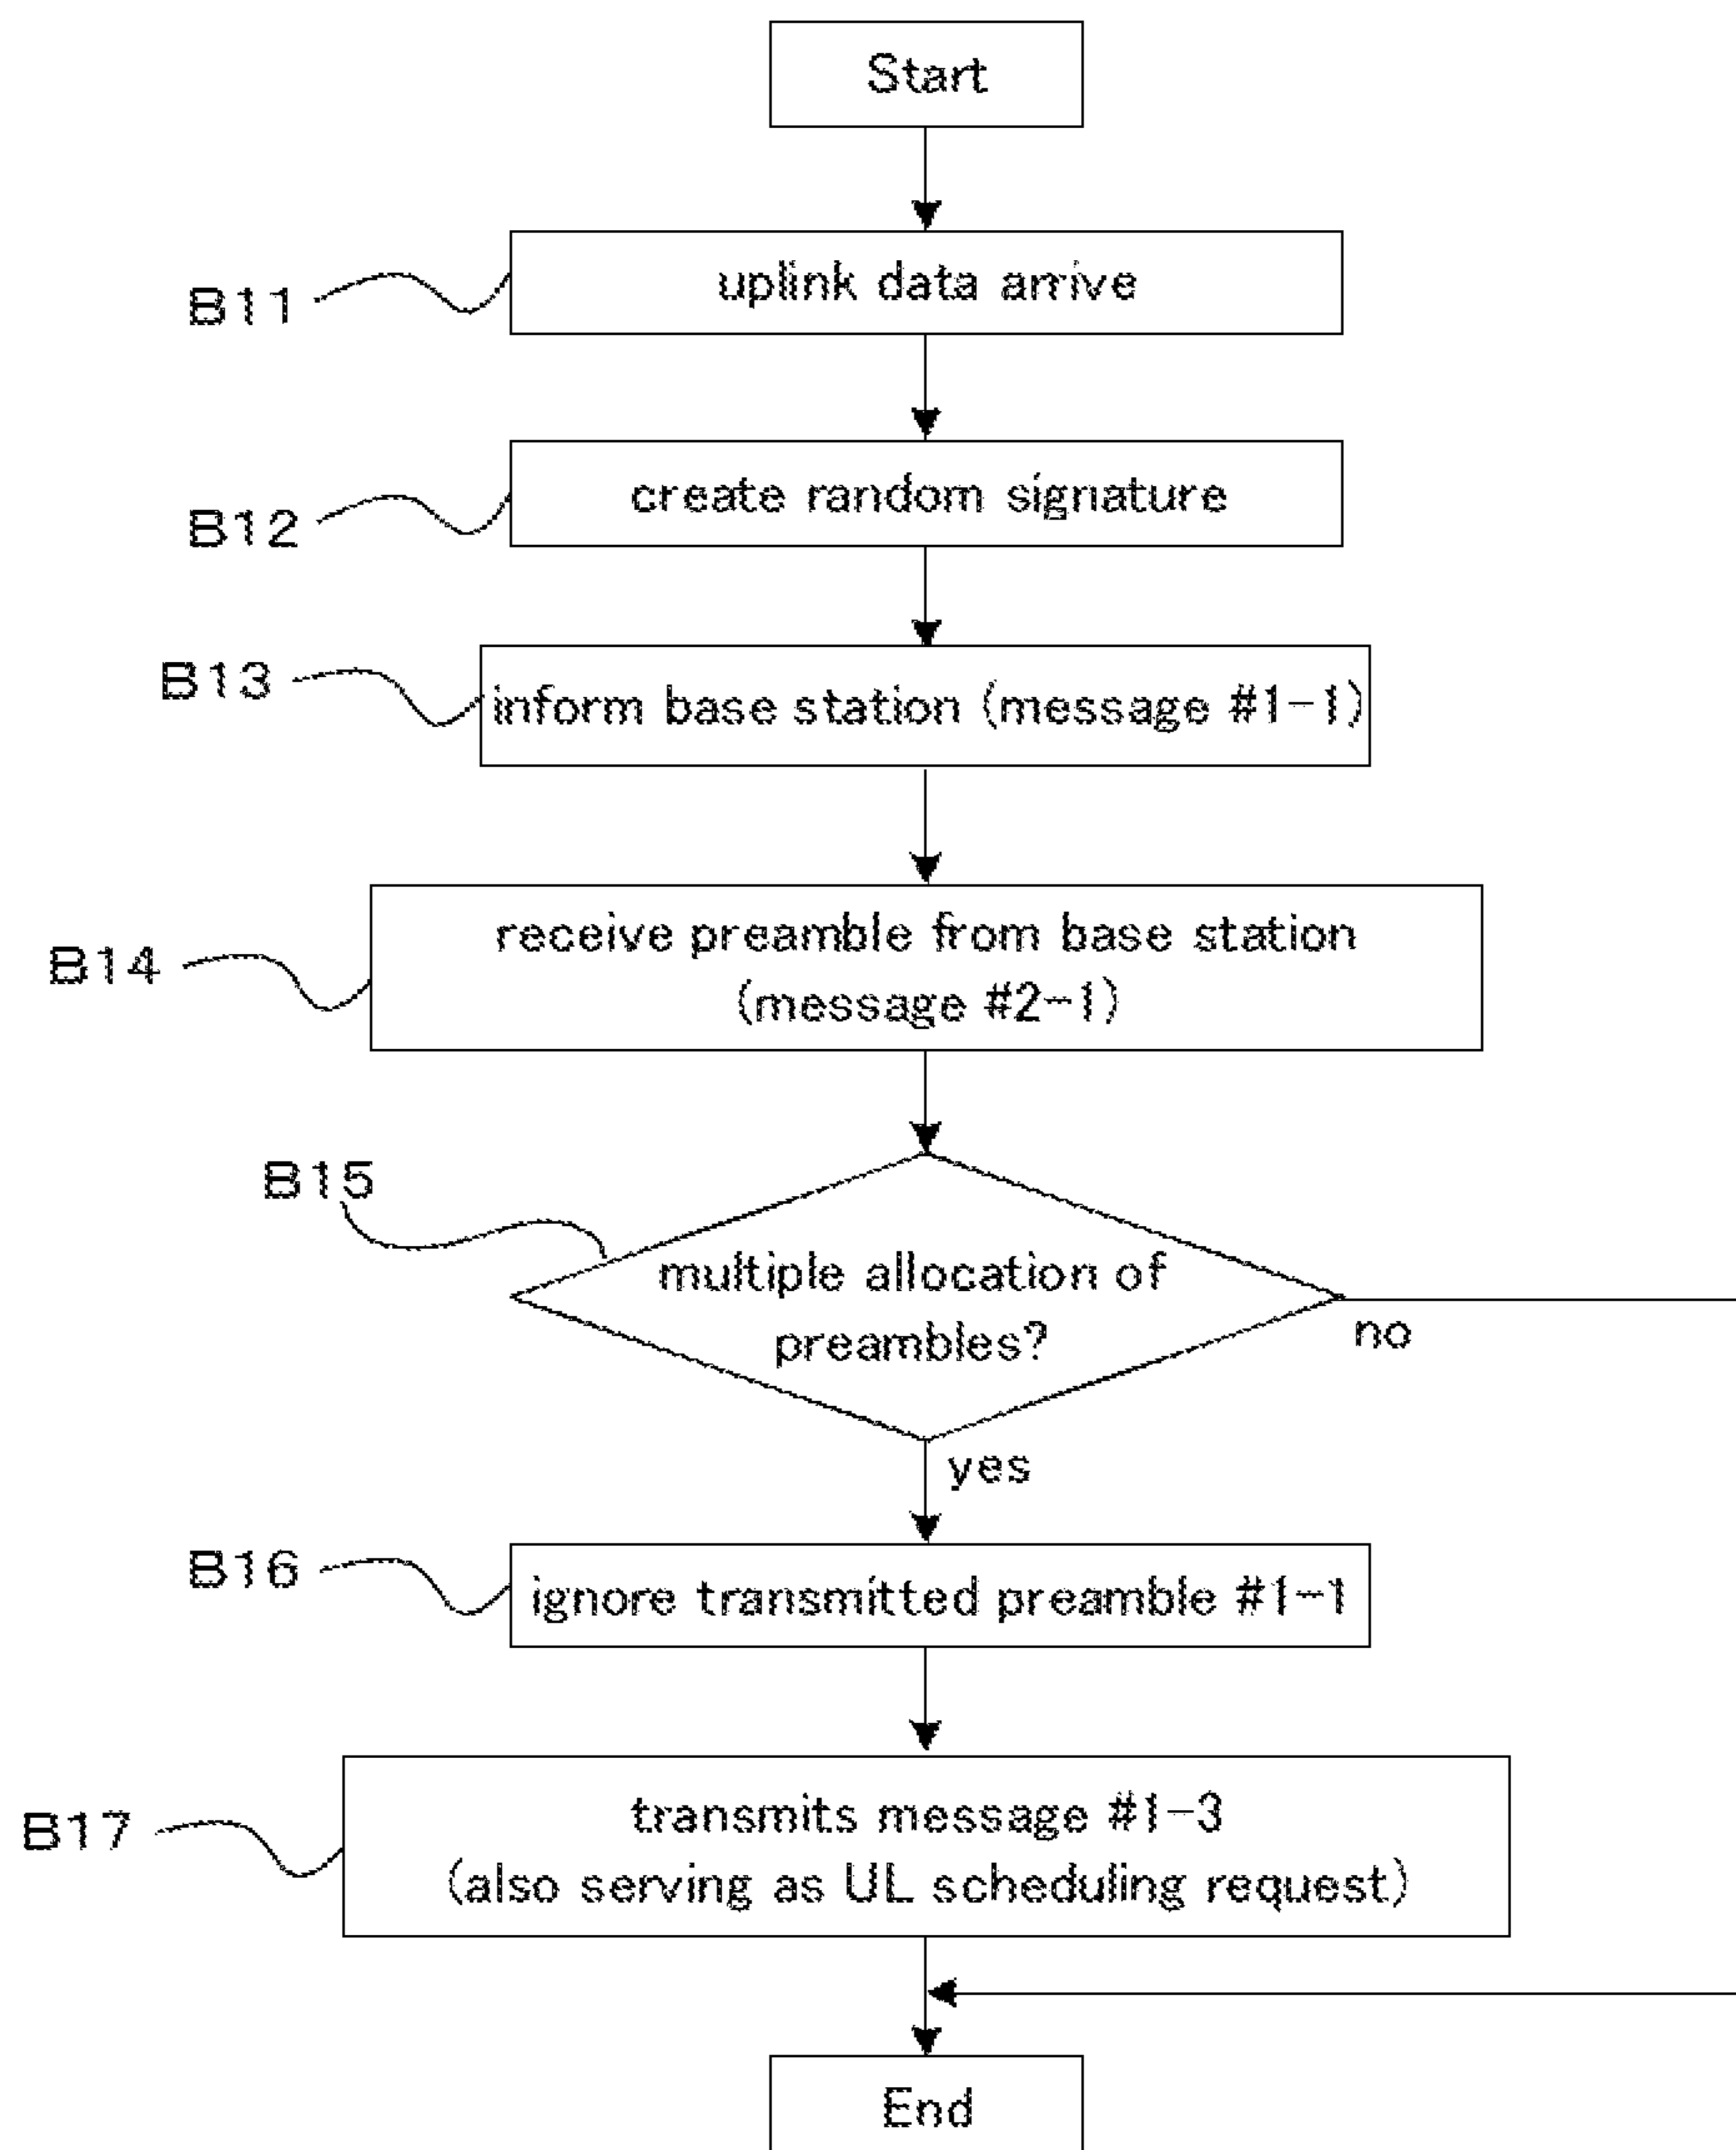 Start
B11
uplink data arrive
B12
create random signature
B13
inform base station (message #1-1)
B14
receive preamble from base station
(message #2-1)
B15
multiple allocation of
preambles?
no
yes
B16
ignore transmitted preamble #1-1
B17
transmits message #1-3
(also serving as UL scheduling request)
End